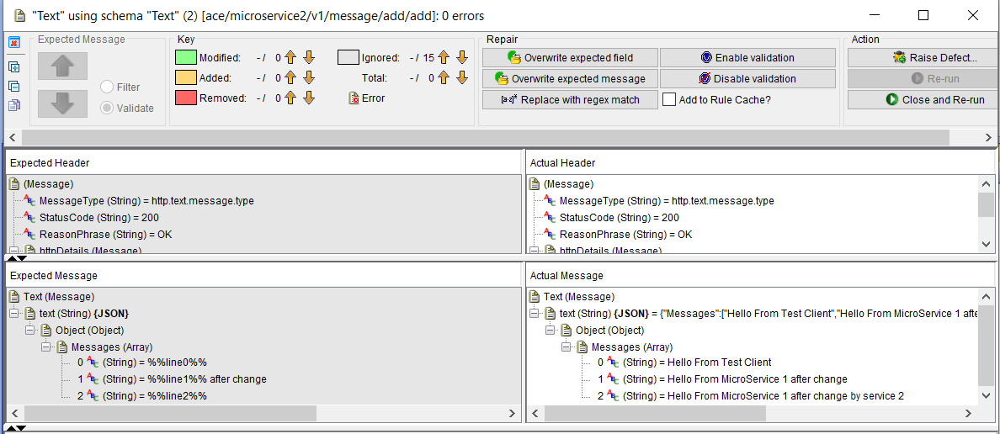 "Text" using schema "Text" (2) [ace/microservice2/v1/message/add/add]: 0 errors
Expected Message
Filter
Validate
Key
Modified: - / 0
Added: - / 0
Removed: - / 0
Ignored: - / 15
Total: - / 0
Error
Repair
Overwrite expected field
Overwrite expected message
[a-z]* Replace with regex match
Enable validation
Disable validation
Add to Rule Cache?
Action
Raise Defect...
Re-run
Close and Re-run
Expected Header
(Message)
MessageType (String) = http.text.message.type
StatusCode (String) = 200
ReasonPhrase (String) = OK
httpDetails (Message)
Actual Header
(Message)
MessageType (String) = http.text.message.type
StatusCode (String) = 200
ReasonPhrase (String) = OK
httpDetails (Message)
Expected Message
Text (Message)
text (String) {JSON}
Object (Object)
Messages (Array)
0 (String) = %%line0%%
1 (String) = %%line1%% after change
2 (String) = %%line2%%
Actual Message
Text (Message)
text (String) {JSON} = {"Messages":["Hello From Test Client","Hello From MicroService 1 afte
Object (Object)
Messages (Array)
0 (String) = Hello From Test Client
1 (String) = Hello From MicroService 1 after change
2 (String) = Hello From MicroService 1 after change by service 2